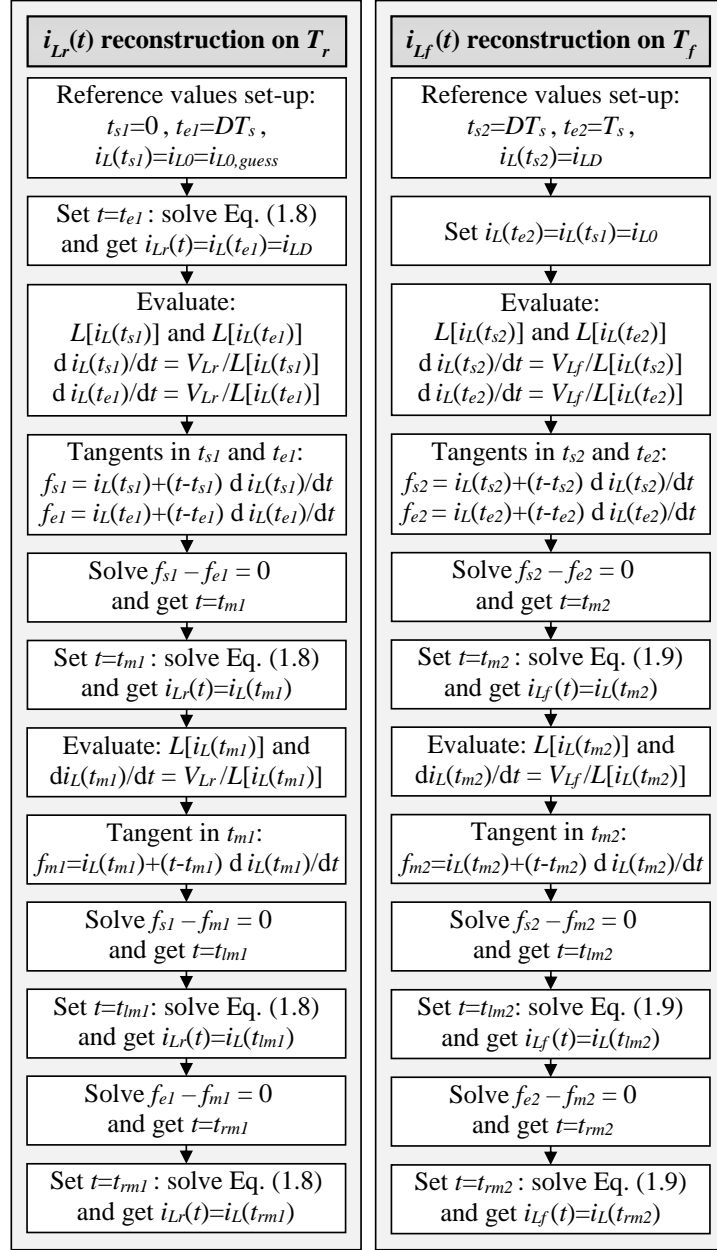 i_Lr(t) reconstruction on T_r
Reference values set-up:
t_s1=0 , t_e1=DT_s ,
i_L(t_s1)=i_L0=i_L0,guess
Set t=t_e1 : solve Eq. (1.8)
and get i_Lr(t)=i_L(t_e1)=i_LD
Evaluate:
L[i_L(t_s1)] and L[i_L(t_e1)]
d i_L(t_s1)/dt = V_Lr/L[i_L(t_s1)]
d i_L(t_e1)/dt = V_Lr/L[i_L(t_e1)]
Tangents in t_s1 and t_e1:
f_s1 = i_L(t_s1)+(t-t_s1) d i_L(t_s1)/dt
f_e1 = i_L(t_e1)+(t-t_e1) d i_L(t_e1)/dt
Solve f_s1 – f_e1 = 0
and get t=t_m1
Set t=t_m1 : solve Eq. (1.8)
and get i_Lr(t)=i_L(t_m1)
Evaluate: L[i_L(t_m1)] and
di_L(t_m1)/dt = V_Lr/L[i_L(t_m1)]
Tangent in t_m1:
f_m1=i_L(t_m1)+(t-t_m1) d i_L(t_m1)/dt
Solve f_s1 – f_m1 = 0
and get t=t_lm1
Set t=t_lm1: solve Eq. (1.8)
and get i_Lr(t)=i_L(t_lm1)
Solve f_e1 – f_m1 = 0
and get t=t_rm1
Set t=t_rm1 : solve Eq. (1.8)
and get i_Lr(t)=i_L(t_rm1)
i_Lf(t) reconstruction on T_f
Reference values set-up:
t_s2=DT_s , t_e2=T_s ,
i_L(t_s2)=i_LD
Set i_L(t_e2)=i_L(t_s1)=i_L0
Evaluate:
L[i_L(t_s2)] and L[i_L(t_e2)]
d i_L(t_s2)/dt = V_Lf/L[i_L(t_s2)]
d i_L(t_e2)/dt = V_Lf/L[i_L(t_e2)]
Tangents in t_s2 and t_e2:
f_s2 = i_L(t_s2)+(t-t_s2) d i_L(t_s2)/dt
f_e2 = i_L(t_e2)+(t-t_e2) d i_L(t_e2)/dt
Solve f_s2 – f_e2 = 0
and get t=t_m2
Set t=t_m2 : solve Eq. (1.9)
and get i_Lf (t)=i_L(t_m2)
Evaluate: L[i_L(t_m2)] and
di_L(t_m2)/dt = V_Lf/L[i_L(t_m2)]
Tangent in t_m2:
f_m2=i_L(t_m2)+(t-t_m2) d i_L(t_m2)/dt
Solve f_s2 – f_m2 = 0
and get t=t_lm2
Set t=t_lm2: solve Eq. (1.9)
and get i_Lf (t)=i_L(t_lm2)
Solve f_e2 – f_m2 = 0
and get t=t_rm2
Set t=t_rm2 : solve Eq. (1.9)
and get i_Lf (t)=i_L(t_rm2)